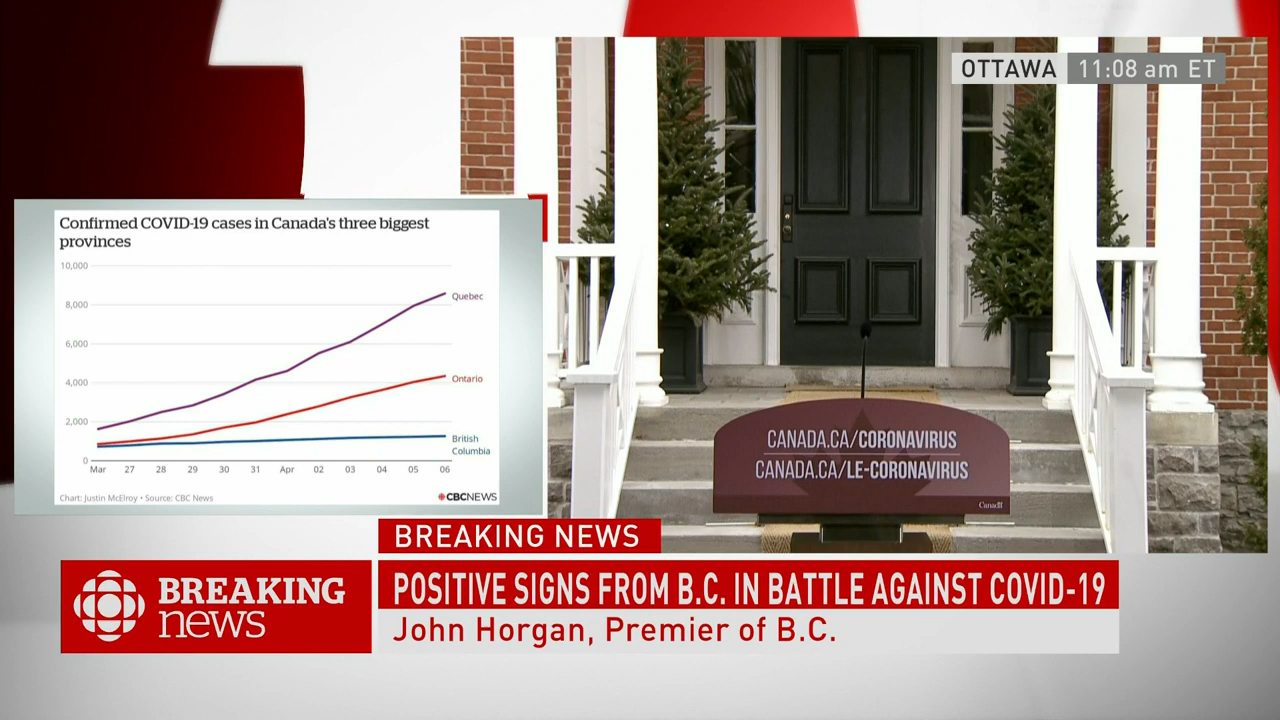 OTTAWA 11:08 am ET
Confirmed COVID-19 cases in Canada's three biggest
provinces
10,000
8,000
6,000
4,000
2,000
0
Quebec
Ontario
British
Columbia
Mar 27 28 29 30 31 Apr 02 03 04 05 06
Chart: Justin McElroy • Source: CBC News
CBCNEWS
CANADA.CA/CORONAVIRUS
CANADA.CA/LE-CORONAVIRUS
Canada
BREAKING NEWS
BREAKING
news
POSITIVE SIGNS FROM B.C. IN BATTLE AGAINST COVID-19
John Horgan, Premier of B.C.